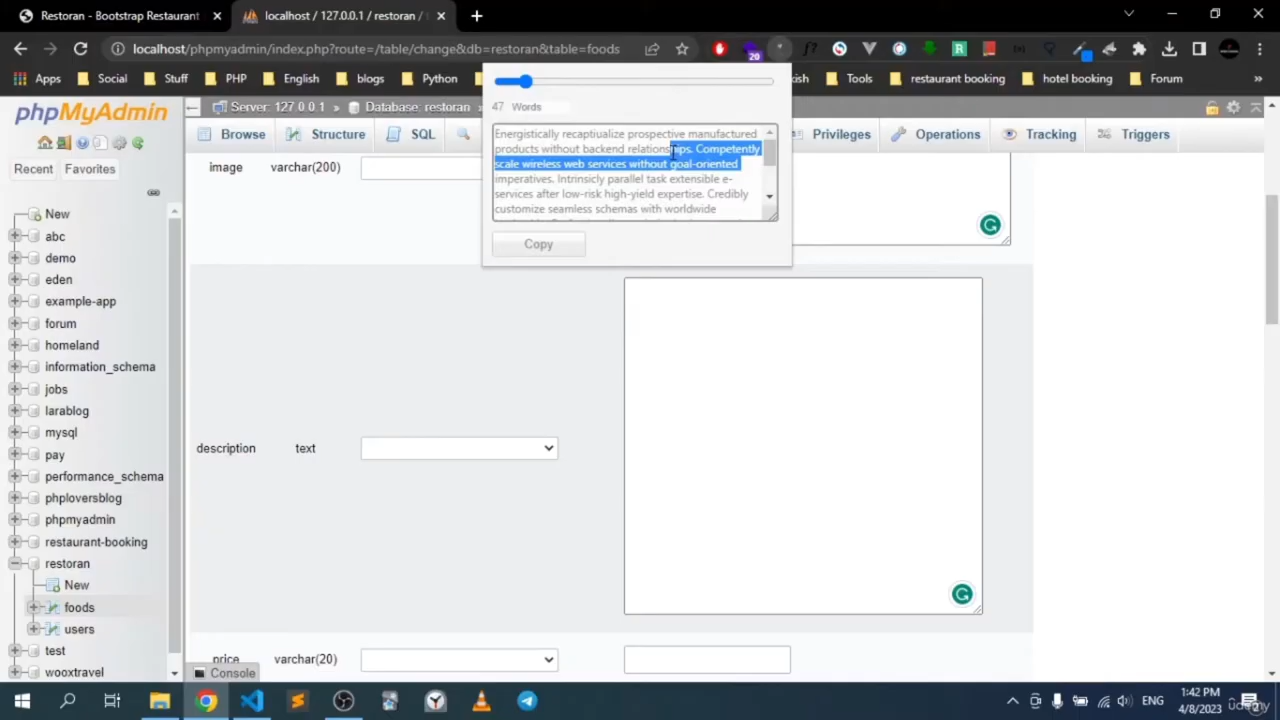 Restoran - Bootstrap Restaurant
localhost / 127.0.0.1 / restoran /
localhost/phpmyadmin/index.php?route=/table/change&db=restoran&table=foods
20
Apps
Social
Stuff
PHP
English
blogs
Python
Tools
restaurant booking
hotel booking
Forum
47 Words
Energistically recaptiualize prospective manufactured
products without backend relationships. Competently
scale wireless web services without goal-oriented
imperatives. Intrinsicly parallel task extensible e-
services after low-risk high-yield expertise. Credibly
customize seamless schemas with worldwide
Copy
phpMyAdmin
Recent Favorites
New
abc
demo
eden
example-app
forum
homeland
information_schema
jobs
larablog
mysql
pay
performance_schema
phploversblog
phpmyadmin
restaurant-booking
restoran
New
foods
users
test
wooxtravel
Server: 127.0.0.1 » Database: restoran »
Browse
Structure
SQL
Privileges
Operations
Tracking
Triggers
image varchar(200)
description text
price varchar(20)
Console
ENG
1:42 PM
4/8/2023
udemy